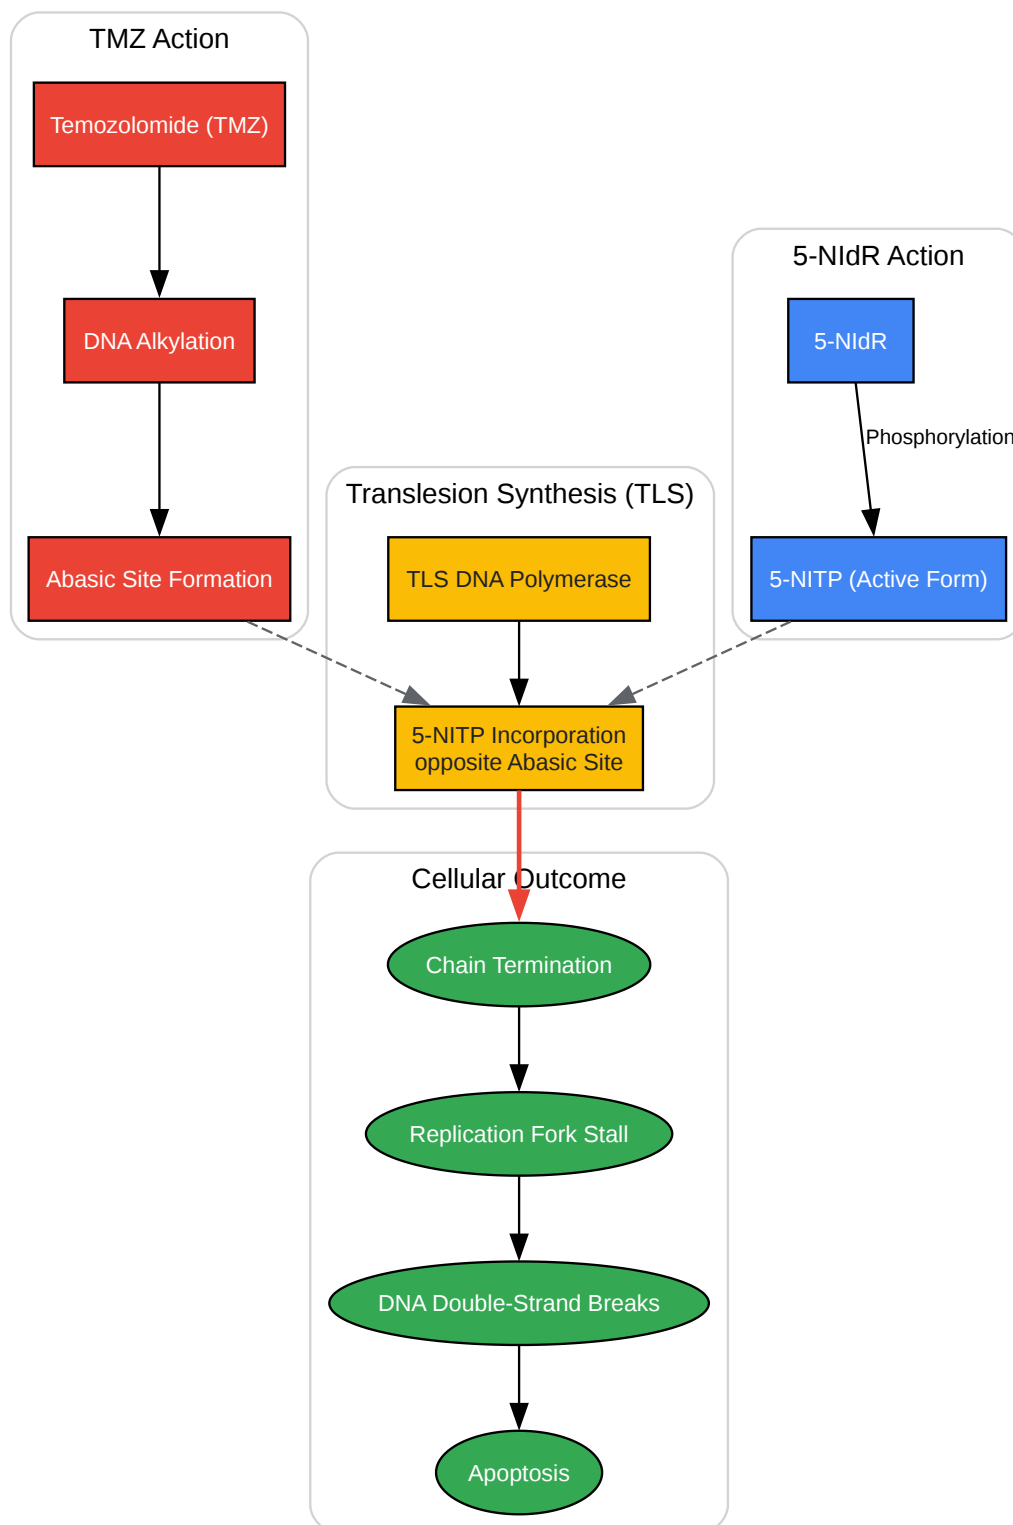 TMZ Action
Temozolomide (TMZ)
DNA Alkylation
Abasic Site Formation
5-NIdR Action
5-NIdR
Phosphorylation
5-NITP (Active Form)
Translesion Synthesis (TLS)
TLS DNA Polymerase
5-NITP Incorporation
opposite Abasic Site
Cellular Outcome
Chain Termination
Replication Fork Stall
DNA Double-Strand Breaks
Apoptosis